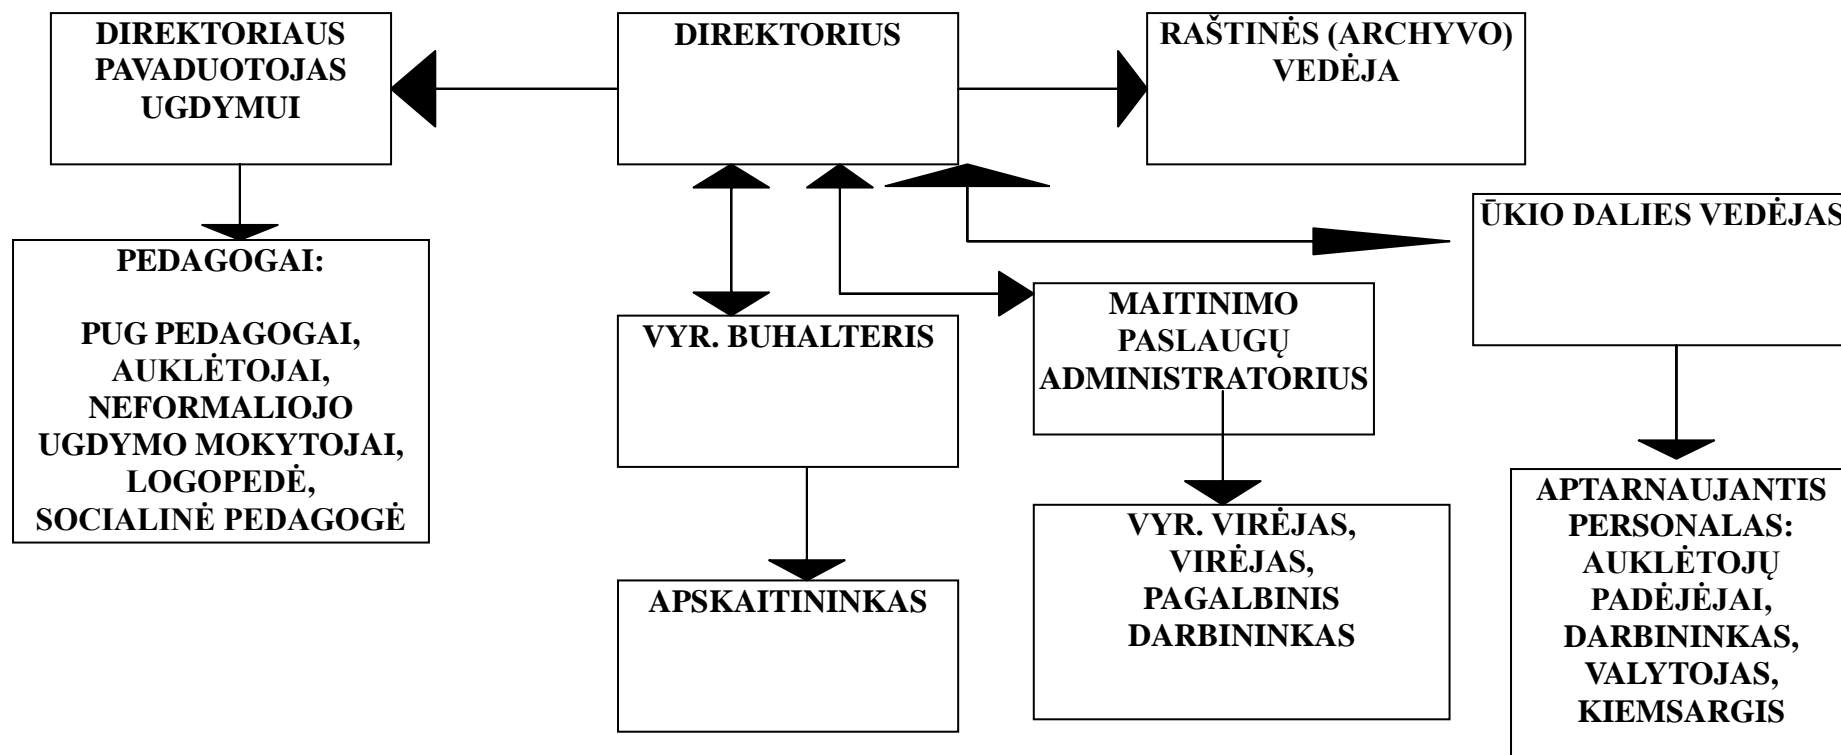 DIREKTORIAUS
PAVADUOTOJAS
UGDYMUI
DIREKTORIUS
RAŠTINĖS (ARCHYVO)
VEDĖJA
ŪKIO DALIES VEDĖJAS
PEDAGOGAI:
PUG PEDAGOGAI,
AUKLĖTOJAI,
NEFORMALIOJO
UGDYMO MOKYTOJAI,
LOGOPEDĖ,
SOCIALINĖ PEDAGOGĖ
VYR. BUHALTERIS
MAITINIMO
PASLAUGŲ
ADMINISTRATORIUS
APSKAITININKAS
VYR. VIRĖJAS,
VIRĖJAS,
PAGALBINIS
DARBININKAS
APTARNAUJANTIS
PERSONALAS:
AUKLĖTOJŲ
PADĖJĖJAI,
DARBININKAS,
VALYTOJAS,
KIEMSARGIS